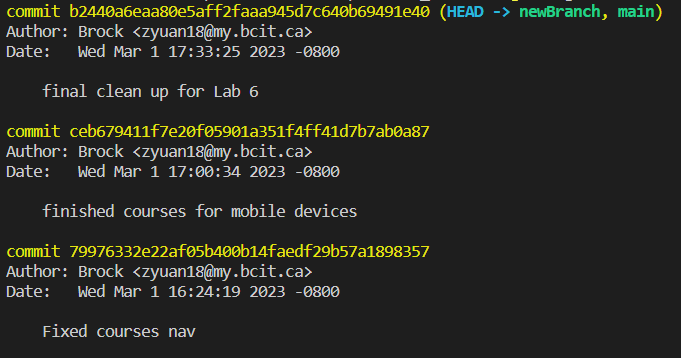 commit b2440a6eaa80e5aff2faaa945d7c640b69491e40 (HEAD -> newBranch, main)
Author: Brock <zyuan18@my.bcit.ca>
Date:   Wed Mar 1 17:33:25 2023 -0800
final clean up for Lab 6
commit ceb679411f7e20f05901a351f4ff41d7b7ab0a87
Author: Brock <zyuan18@my.bcit.ca>
Date:   Wed Mar 1 17:00:34 2023 -0800
finished courses for mobile devices
commit 79976332e22af05b400b14faedf29b57a1898357
Author: Brock <zyuan18@my.bcit.ca>
Date:   Wed Mar 1 16:24:19 2023 -0800
Fixed courses nav